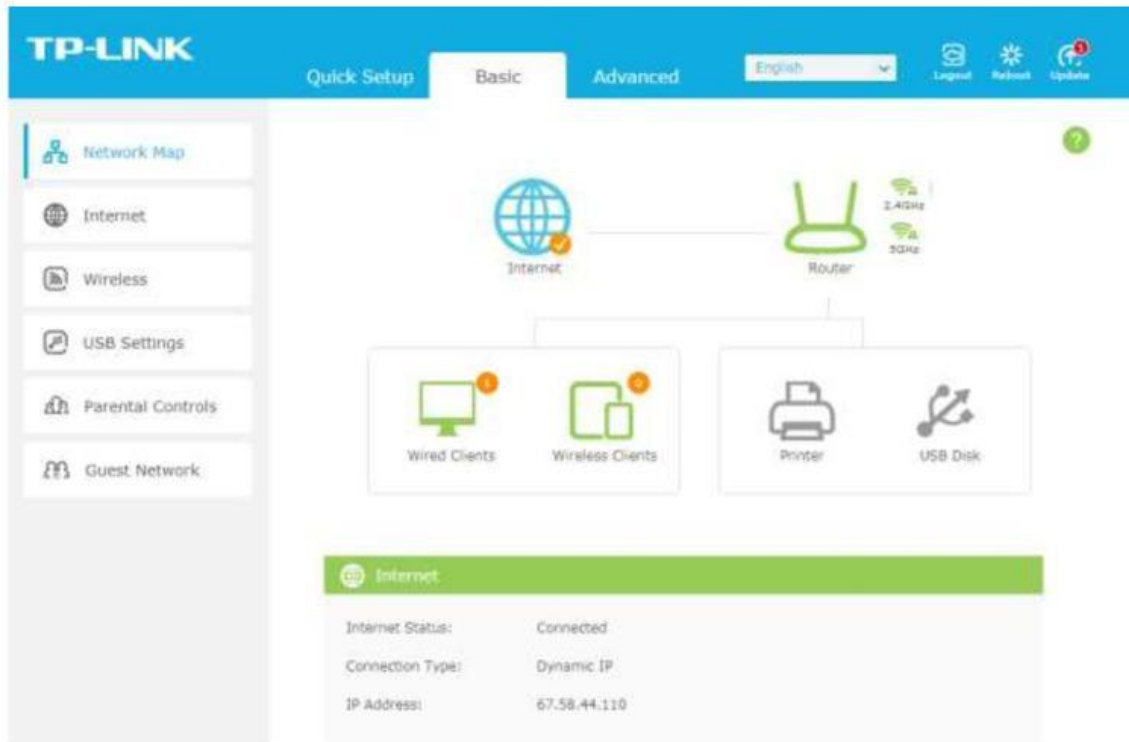 TP-LINK
Quick Setup
Basic
Advanced
English
Logout
Reboot
Update
1
Network Map
Internet
Wireless
USB Settings
Parental Controls
Guest Network
?
2.4GHz
5GHz
Internet
Router
0
Wired Clients
Wireless Clients
Printer
USB Disk
Internet
Internet Status: Connected
Connection Type: Dynamic IP
IP Address: 67.58.44.110